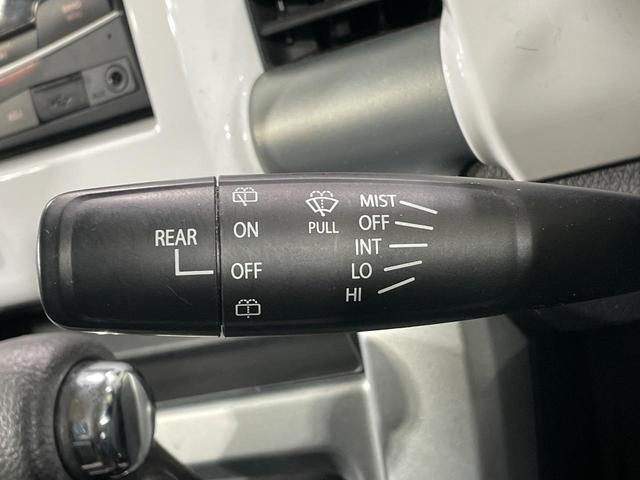 REAR
ON
OFF
PULL
MIST
OFF
INT
LO
HI